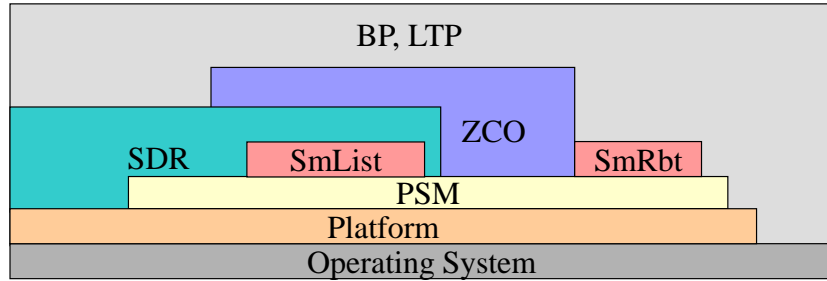 BP, LTP
ZCO
SDR
SmList
SmRbt
PSM
Platform
Operating System